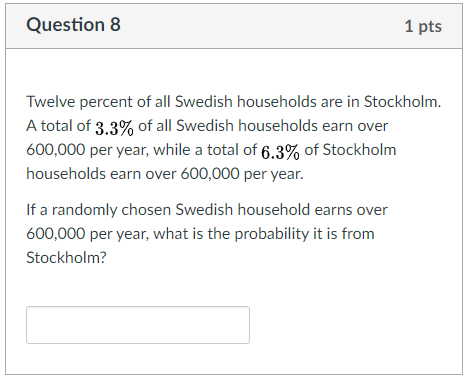 Question 8
1 pts
Twelve percent of all Swedish households are in Stockholm.
A total of 3.3% of all Swedish households earn over
600,000 per year, while a total of 6.3% of Stockholm
households earn over 600,000 per year.
If a randomly chosen Swedish household earns over
600,000 per year, what is the probability it is from
Stockholm?